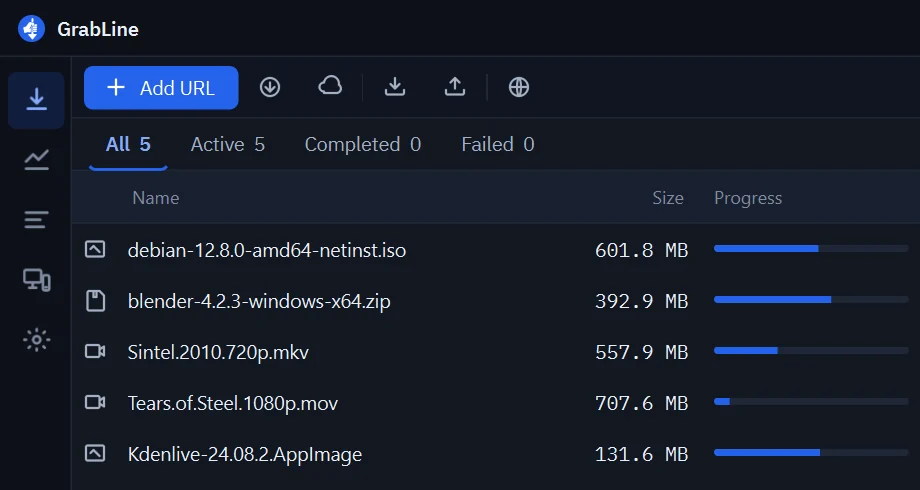 GrabLine
Add URL
All 5 Active 5 Completed 0 Failed 0
Name Size Progress
debian-12.8.0-amd64-netinst.iso 601.8 MB
blender-4.2.3-windows-x64.zip 392.9 MB
Sintel.2010.720p.mkv 557.9 MB
Tears.of.Steel.1080p.mov 707.6 MB
Kdenlive-24.08.2.AppImage 131.6 MB